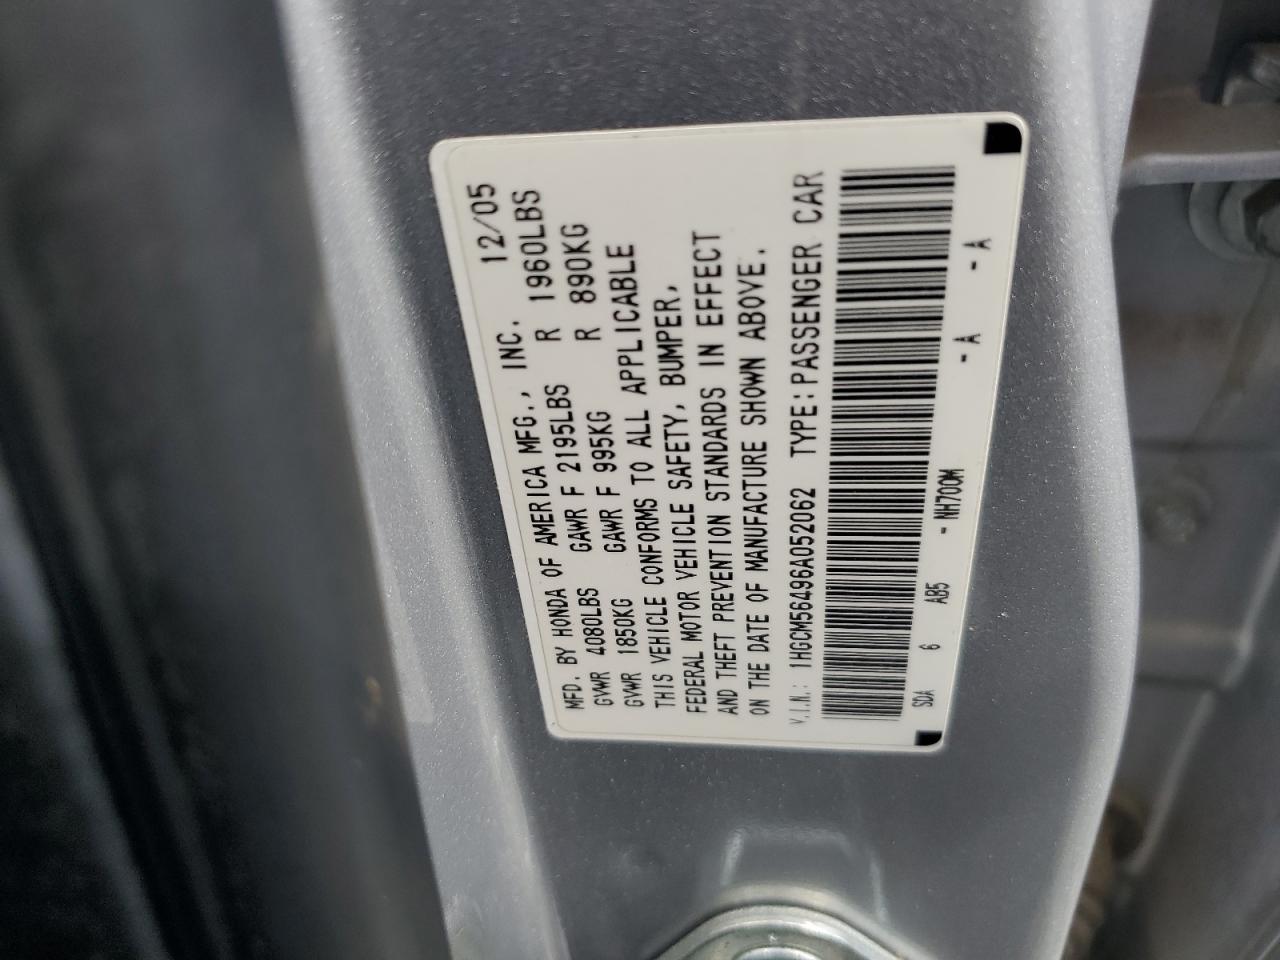 MFD. BY HONDA OF AMERICA MFG., INC. 12/05
GVWR 4080LBS GAWR F 2195LBS R 1960LBS
GVWR 1850KG GAWR F 995KG R 890KG
THIS VEHICLE CONFORMS TO ALL APPLICABLE
FEDERAL MOTOR VEHICLE SAFETY, BUMPER,
AND THEFT PREVENTION STANDARDS IN EFFECT
ON THE DATE OF MANUFACTURE SHOWN ABOVE.
V.I.N.: 1HGCM56496A052062 TYPE: PASSENGER CAR
SDA 6 AB5 - NH700M - A - A